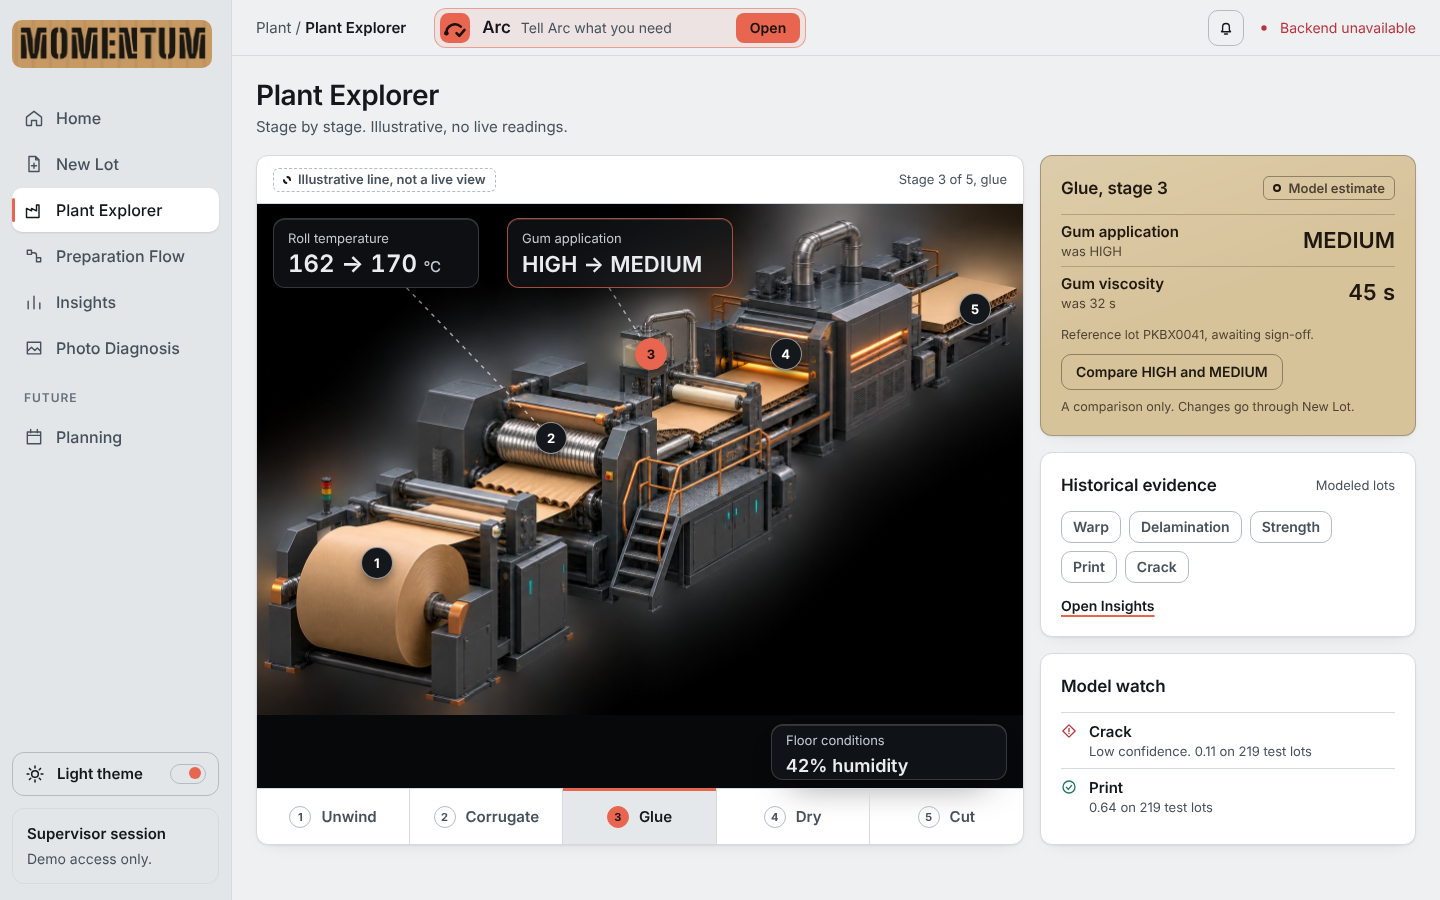 MOMENTUM
Home
New Lot
Plant Explorer
Preparation Flow
Insights
Photo Diagnosis
FUTURE
Planning
Light theme
Supervisor session
Demo access only.
Plant / Plant Explorer
Arc Tell Arc what you need Open
Backend unavailable
Plant Explorer
Stage by stage. Illustrative, no live readings.
Illustrative line, not a live view
Stage 3 of 5, glue
Roll temperature
162 → 170 °C
Gum application
HIGH → MEDIUM
5
3
4
2
1
Floor conditions
42% humidity
1 Unwind
2 Corrugate
3 Glue
4 Dry
5 Cut
Glue, stage 3
Model estimate
Gum application
was HIGH
MEDIUM
Gum viscosity
was 32 s
45 s
Reference lot PKBX0041, awaiting sign-off.
Compare HIGH and MEDIUM
A comparison only. Changes go through New Lot.
Historical evidence
Modeled lots
Warp
Delamination
Strength
Print
Crack
Open Insights
Model watch
Crack
Low confidence. 0.11 on 219 test lots
Print
0.64 on 219 test lots